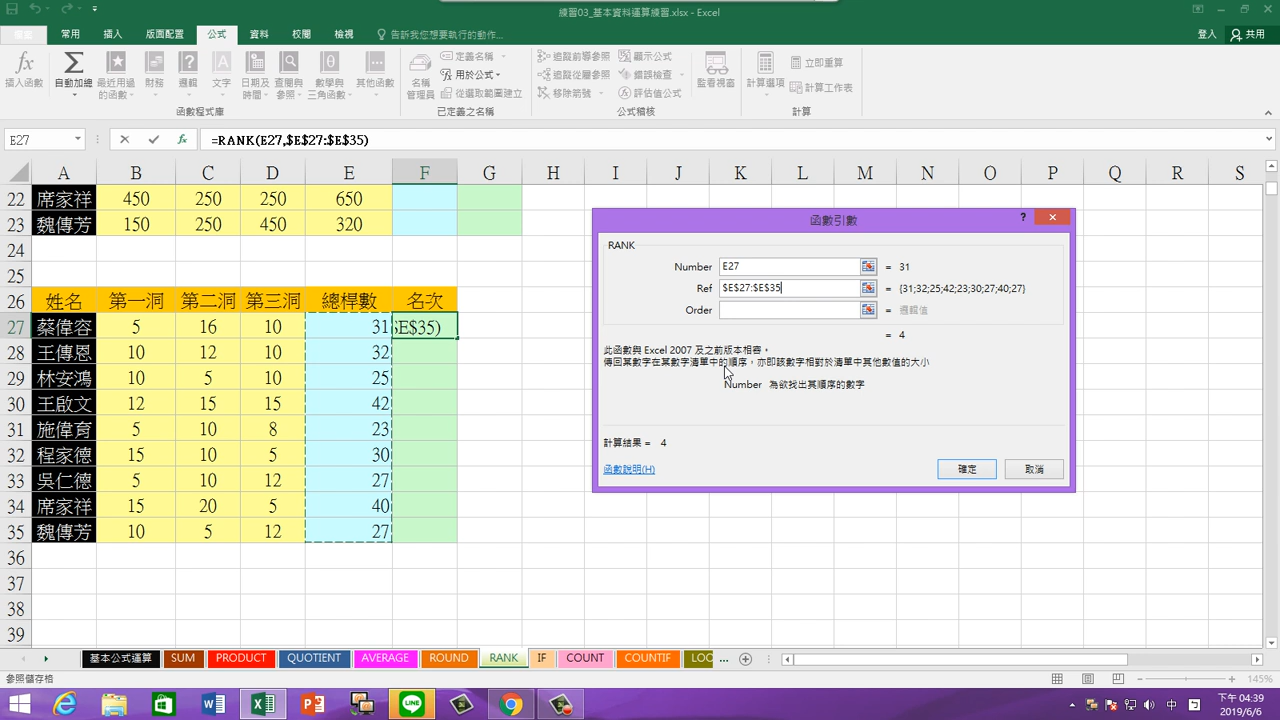 練習03_基本資料運算練習.xlsx - Excel
檔案 常用 插入 版面配置 公式 資料 校閱 檢視 告訴我您想要執行的動作... 登入 共用
插入函數 自動加總 最近用過的函數 財務 邏輯 文字 日期及時間 查閱與參照 數學與三角函數 其他函數
名稱管理員 定義名稱 用於公式 從選取範圍建立
追蹤前導參照 追蹤從屬參照 移除箭號 顯示公式 錯誤檢查 評估值公式 監看視窗
計算選項 立即重算 計算工作表
函數程式庫 已定義之名稱 公式稽核 計算
E27 fx =RANK(E27,$E$27:$E$35)
A B C D E F G H I J K L M N O P Q R S
22 席家祥 450 250 250 650
23 魏傳芳 150 250 450 320
24
25
26 姓名 第一洞 第二洞 第三洞 總桿數 名次
27 蔡偉容 5 16 10 31 $E$35)
28 王傳恩 10 12 10 32
29 林安鴻 10 5 10 25
30 王啟文 12 15 15 42
31 施偉育 5 10 8 23
32 程家德 15 10 5 30
33 吳仁德 5 10 12 27
34 席家祥 15 20 5 40
35 魏傳芳 10 5 12 27
36
37
38
39
函數引數 ?
RANK
Number E27 = 31
Ref $E$27:$E$35 = {31;32;25;42;23;30;27;40;27}
Order = 邏輯值
= 4
此函數與 Excel 2007 及之前版本相容。
傳回某數字在某數字清單中的順序，亦即該數字相對於清單中其他數值的大小
Number 為欲找出其順序的數字
計算結果 = 4
函數說明(H) 確定 取消
基本公式運算 SUM PRODUCT QUOTIENT AVERAGE ROUND RANK IF COUNT COUNTIF LOO ...
參照儲存格 145%
中 下午 04:39
2019/6/6